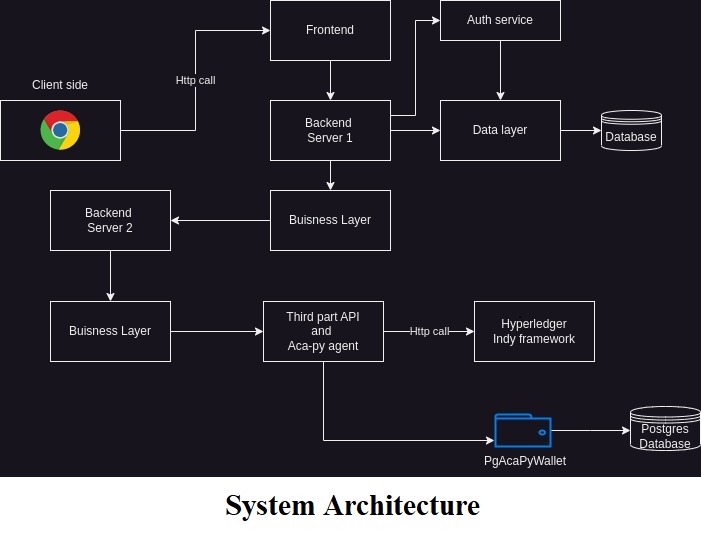 Frontend
Auth service
Http call
Client side
Backend
Server 1
Data layer
Database
Backend
Server 2
Buisness Layer
Buisness Layer
Third part API
and
Aca-py agent
Http call
Hyperledger
Indy framework
PgAcaPyWallet
Postgres
Database
System Architecture